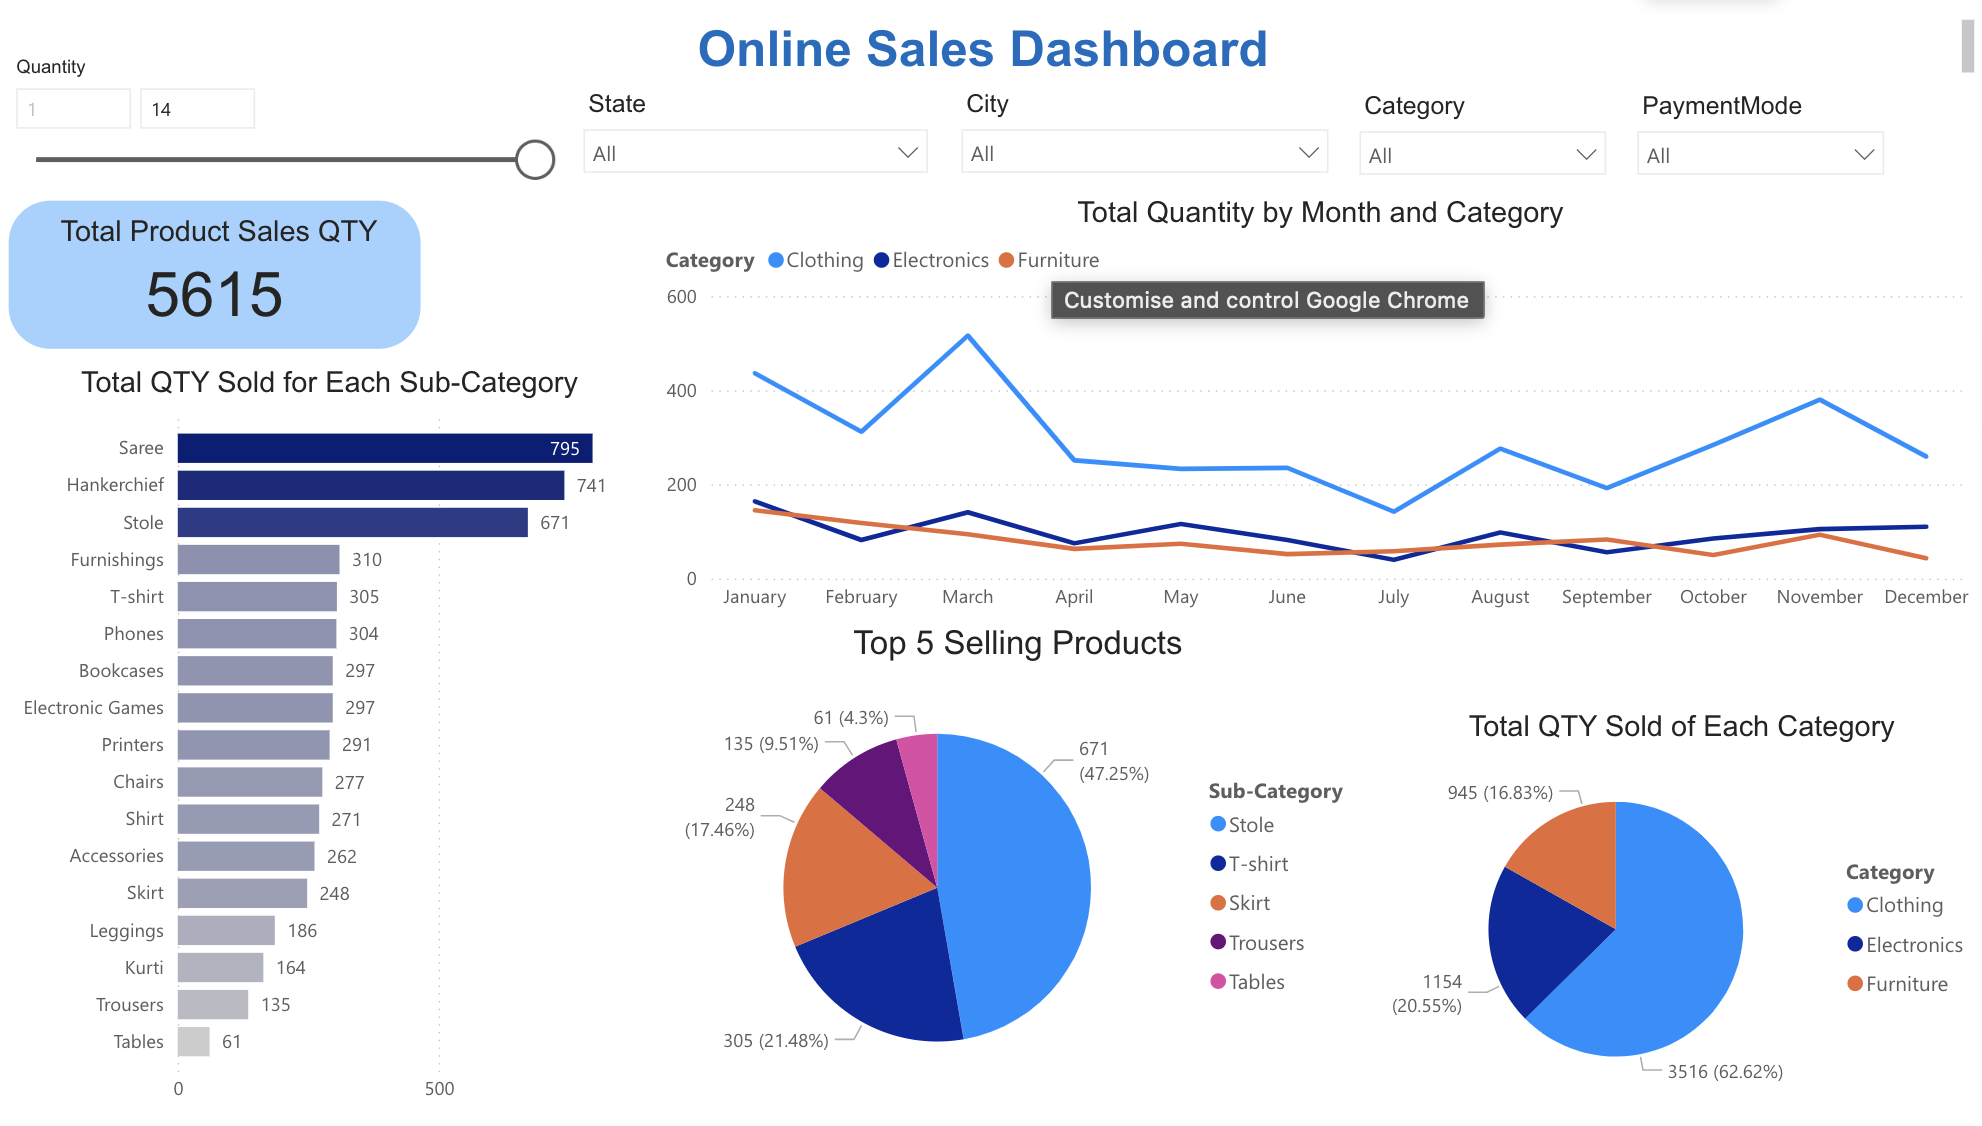 Online Sales Dashboard
Quantity
1
14
State
All
City
All
Category
All
PaymentMode
All
Total Product Sales QTY
5615
Total Quantity by Month and Category
Category Clothing Electronics Furniture
Customise and control Google Chrome
600
400
200
0
January February March April May June July August September October November December
Total QTY Sold for Each Sub-Category
Saree 795
Hankerchief 741
Stole 671
Furnishings 310
T-shirt 305
Phones 304
Bookcases 297
Electronic Games 297
Printers 291
Chairs 277
Shirt 271
Accessories 262
Skirt 248
Leggings 186
Kurti 164
Trousers 135
Tables 61
0 500
Top 5 Selling Products
61 (4.3%)
135 (9.51%)
671
(47.25%)
248
(17.46%)
305 (21.48%)
Sub-Category
Stole
T-shirt
Skirt
Trousers
Tables
Total QTY Sold of Each Category
945 (16.83%)
1154
(20.55%)
3516 (62.62%)
Category
Clothing
Electronics
Furniture